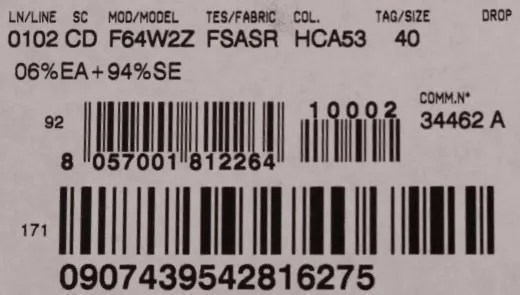 LN/LINE SC MOD/MODEL TES/FABRIC COL. TAG/SIZE DROP
0102 CD F64W2Z FSASR HCA53 40
06%EA+94%SE
10002 COMM.N°
92 34462 A
8 057001 812264
171
0907439542816275